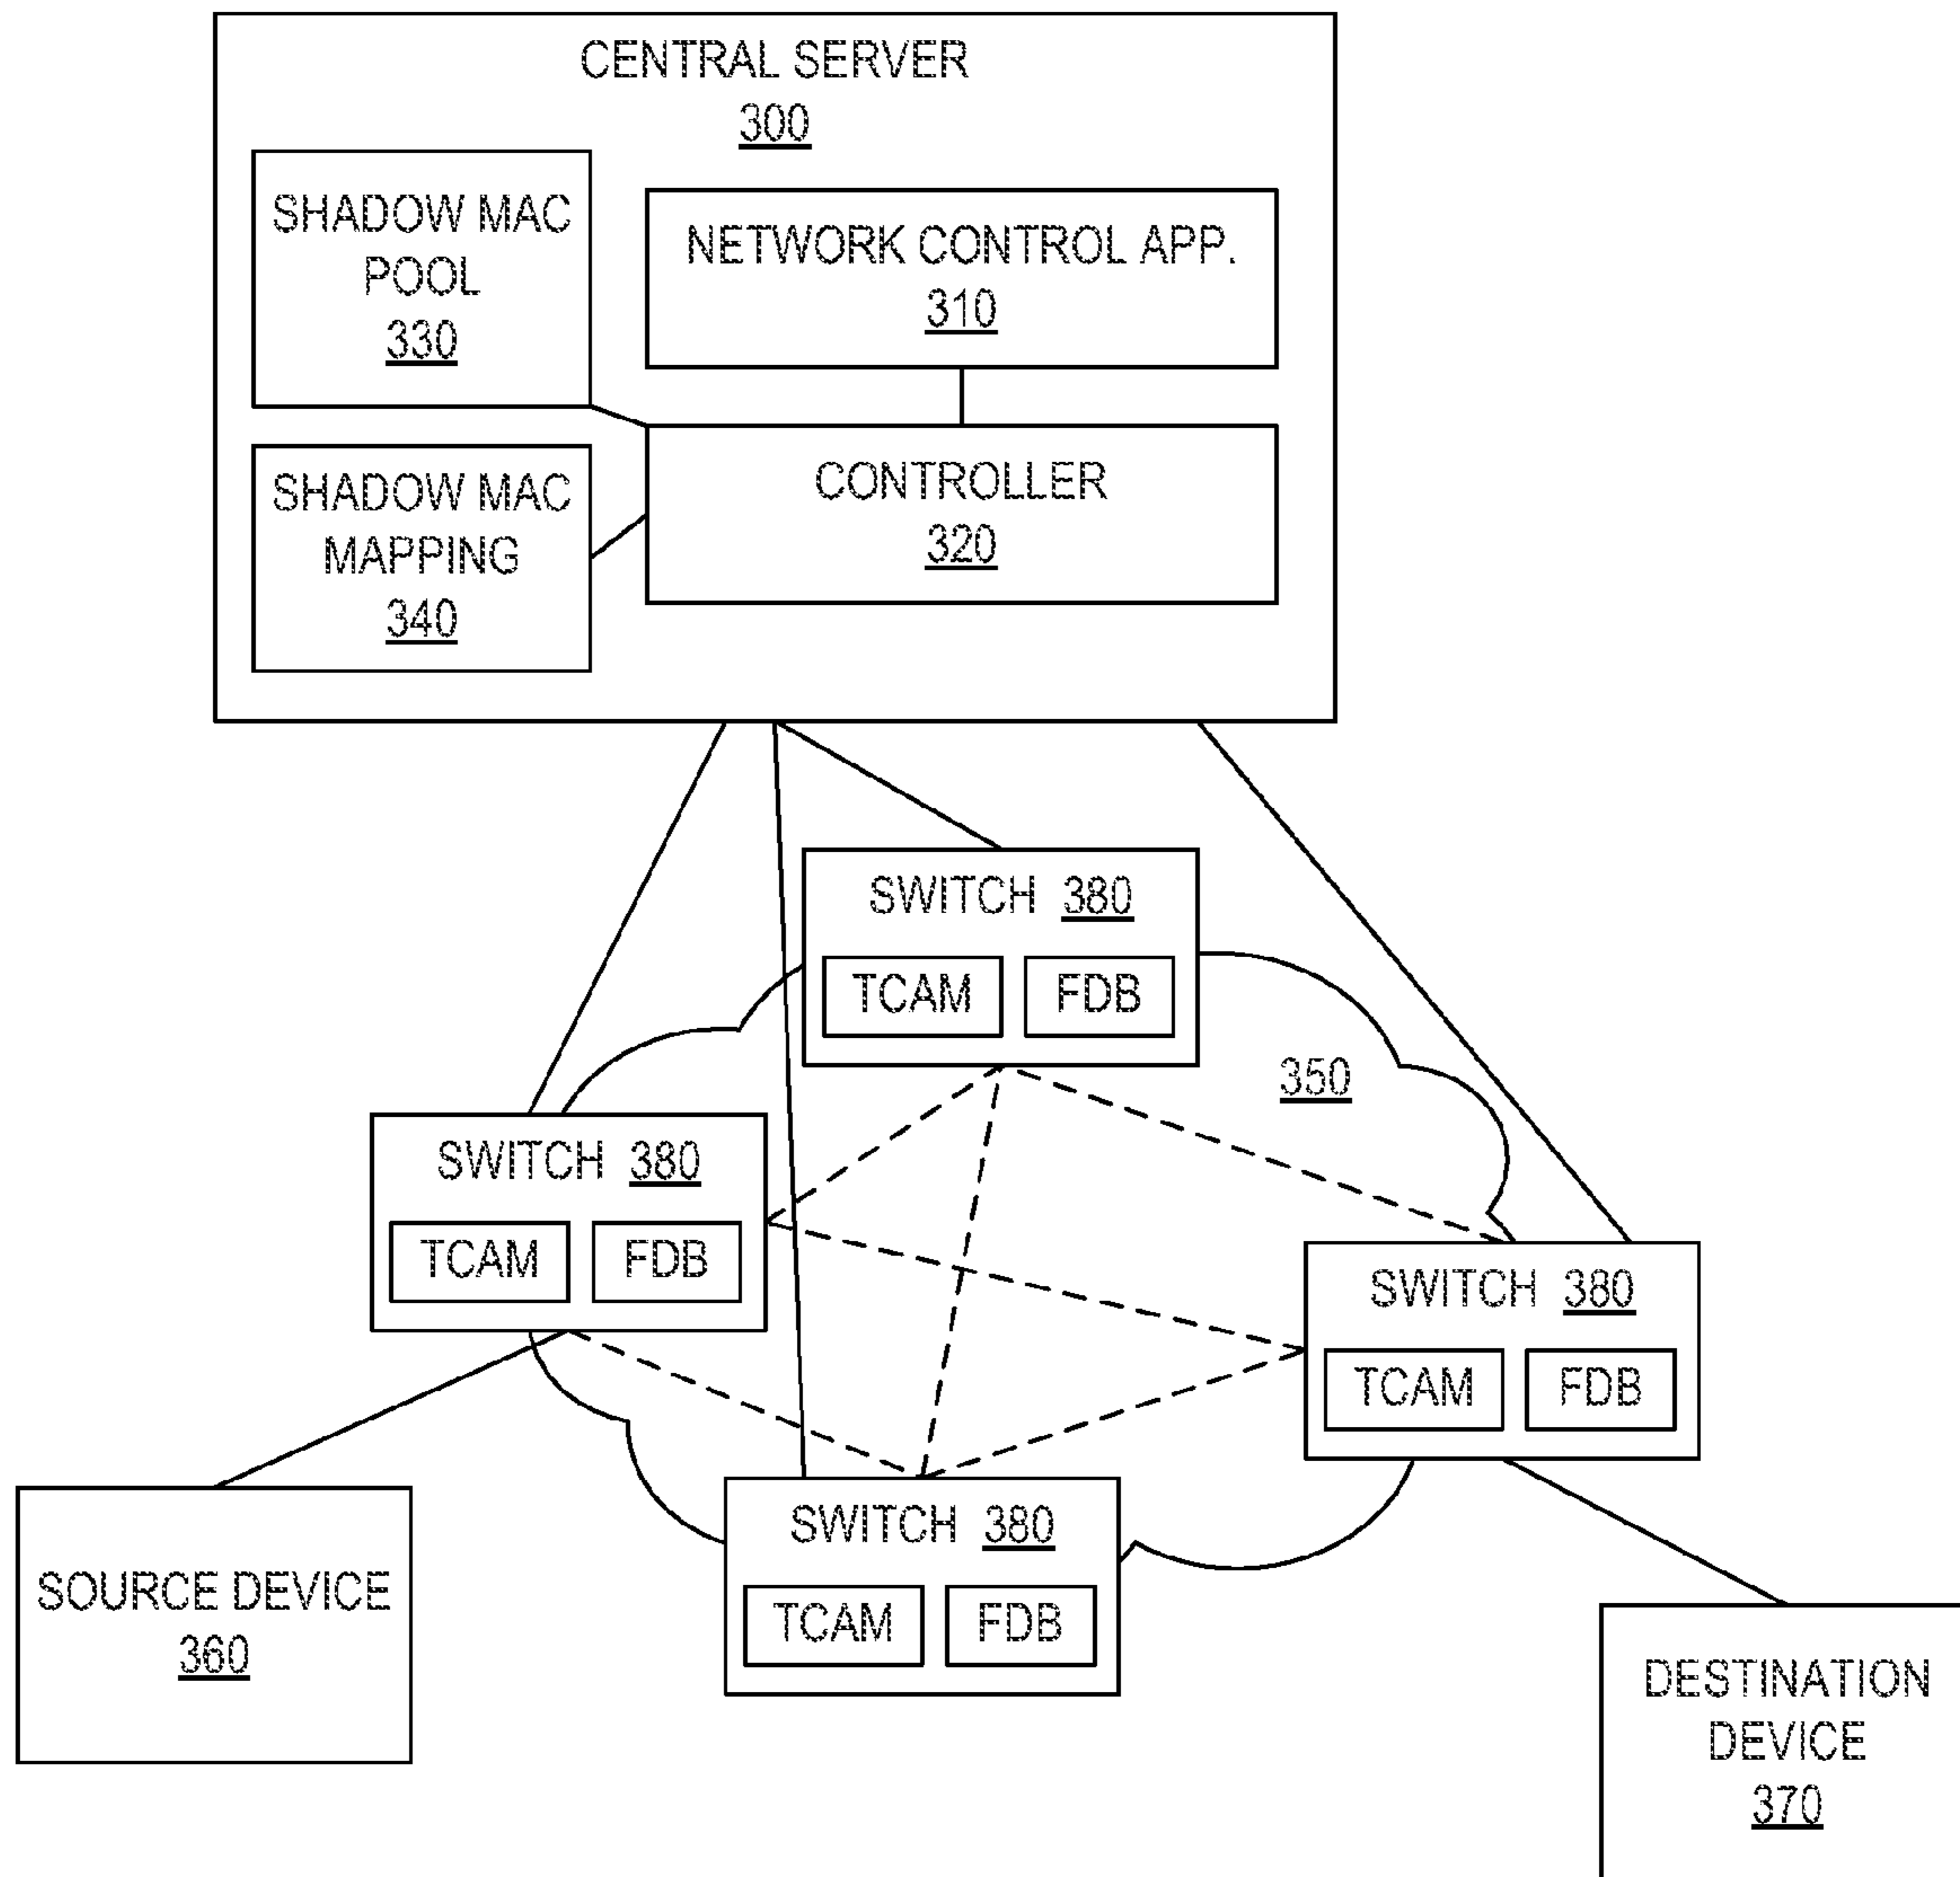 CENTRAL SERVER
300
SHADOW MAC
POOL
330
NETWORK CONTROL APP.
310
SHADOW MAC
MAPPING
340
CONTROLLER
320
SWITCH 380
TCAM FDB
350
SWITCH 380
TCAM FDB
SWITCH 380
TCAM FDB
SWITCH 380
TCAM FDB
SOURCE DEVICE
360
DESTINATION
DEVICE
370